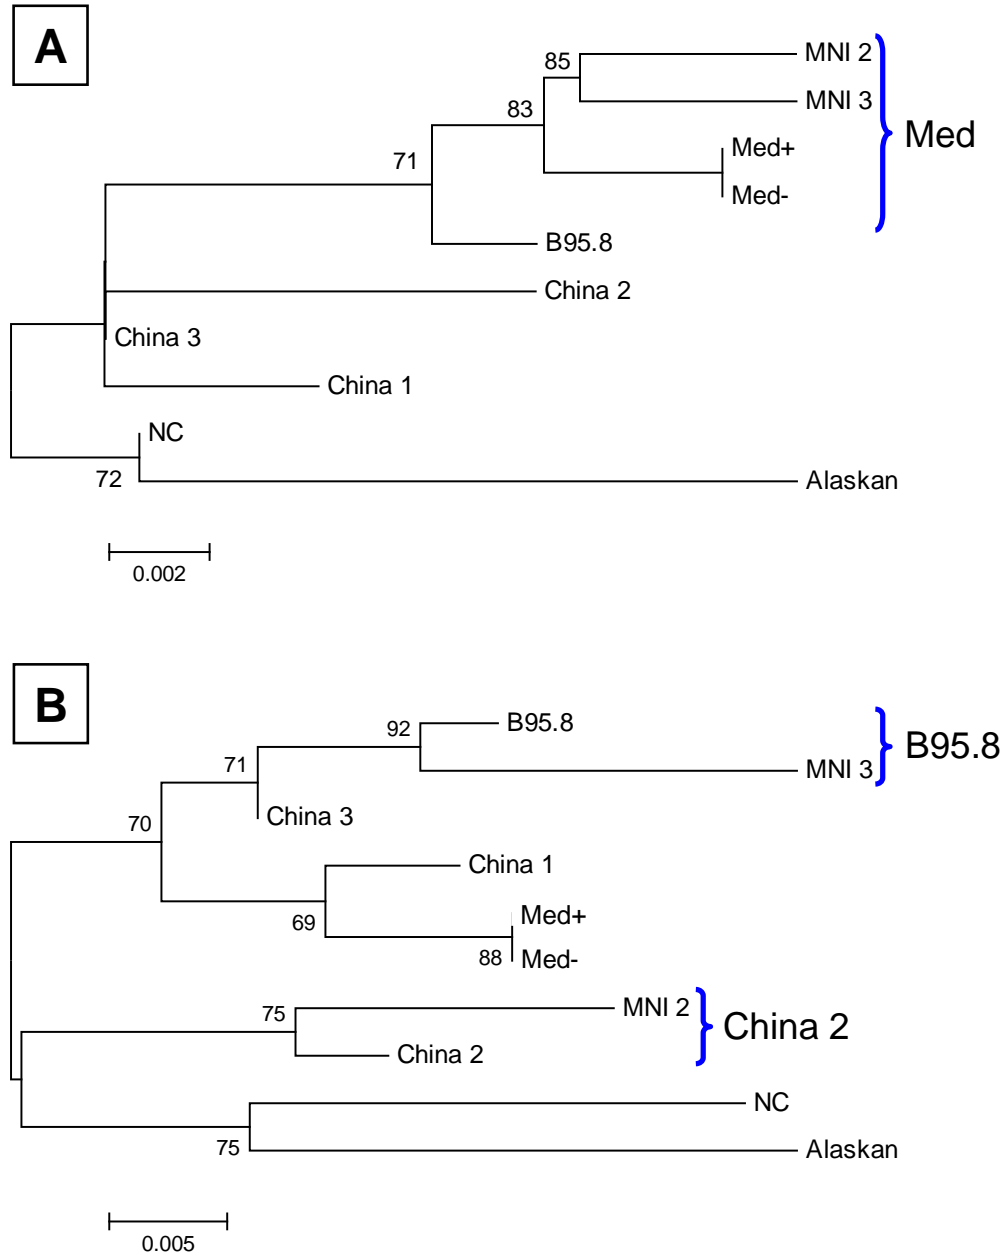 A
85
MNI 2
MNI 3
83
Med+
Med-
Med
71
B95.8
China 2
China 3
China 1
NC
72
Alaskan
0.002
B
92
B95.8
MNI 3
B95.8
71
China 3
70
China 1
69
Med+
88
Med-
75
MNI 2
China 2
China 2
NC
75
Alaskan
0.005